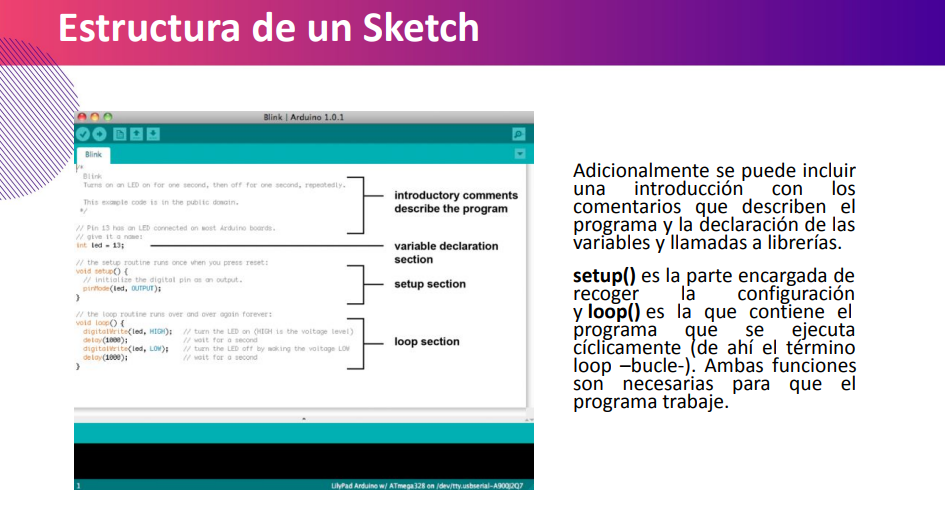 Estructura de un Sketch
Blink | Arduino 1.0.1
Blink
/*
Blink
Turns on an LED on for one second, then off for one second, repeatedly.
This example code is in the public domain.
*/
// Pin 13 has an LED connected on most Arduino boards.
// give it a name:
int led = 13;
// the setup routine runs once when you press reset:
void setup() {
// initialize the digital pin as an output.
pinMode(led, OUTPUT);
}
// the loop routine runs over and over again forever:
void loop() {
digitalWrite(led, HIGH); // turn the LED on (HIGH is the voltage level)
delay(1000); // wait for a second
digitalWrite(led, LOW); // turn the LED off by making the voltage LOW
delay(1000); // wait for a second
}
introductory comments
describe the program
variable declaration
section
setup section
loop section
1
LilyPad Arduino w/ ATmega328 on /dev/tty.usbserial-A900J2Q7
Adicionalmente se puede incluir
una introducción con los
comentarios que describen el
programa y la declaración de las
variables y llamadas a librerías.
setup() es la parte encargada de
recoger la configuración
y loop() es la que contiene el
programa que se ejecuta
cíclicamente (de ahí el término
loop –bucle-). Ambas funciones
son necesarias para que el
programa trabaje.